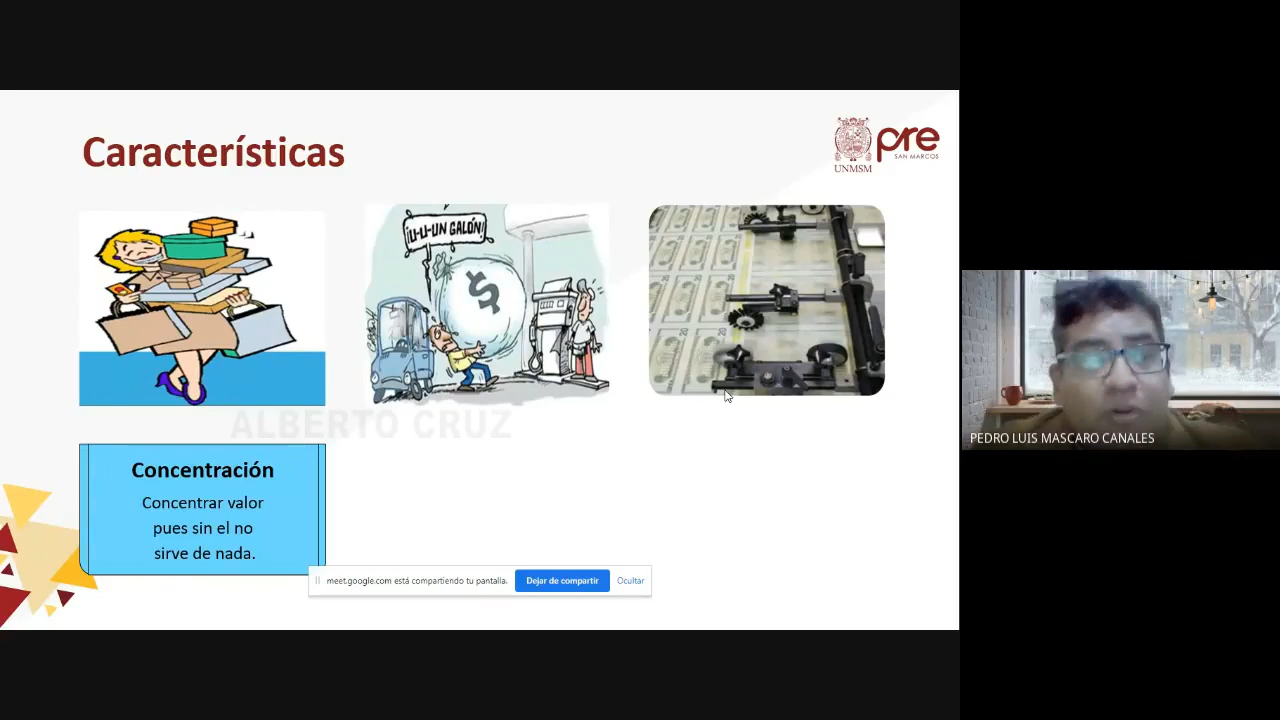 Características
pre
SAN MARCOS
UNMSM
¡U-U-UN GALÓN!
$
20
ALBERTO CRUZ
Concentración
Concentrar valor
pues sin el no
sirve de nada.
meet.google.com está compartiendo tu pantalla.
Dejar de compartir
Ocultar
PEDRO LUIS MASCARO CANALES